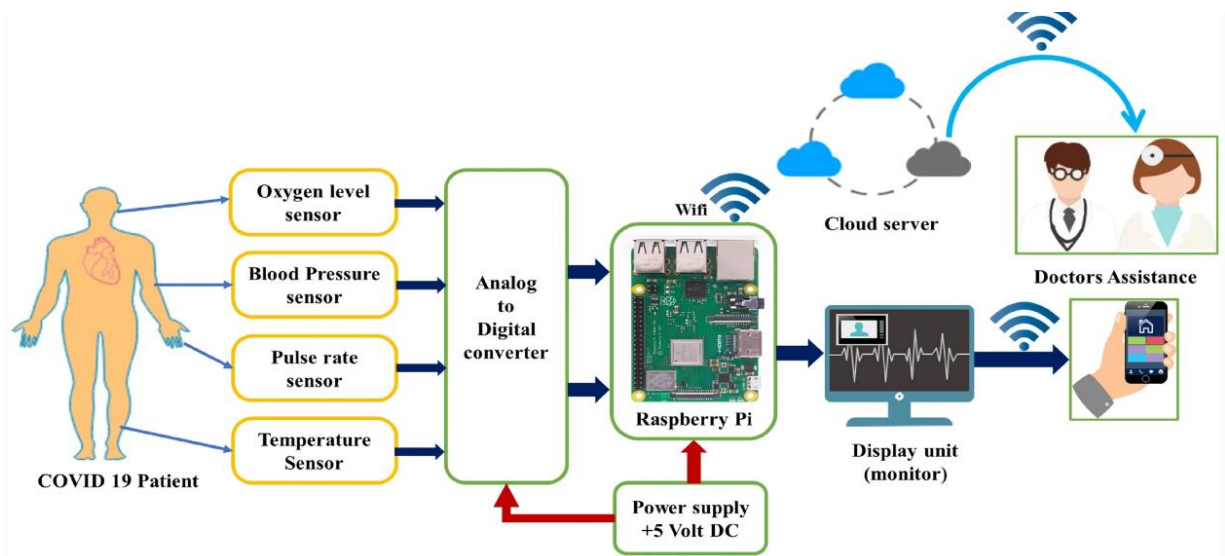 Oxygen level
sensor
Blood Pressure
sensor
Pulse rate
sensor
Temperature
Sensor
COVID 19 Patient
Analog
to
Digital
converter
Wifi
Raspberry Pi
Power supply
+5 Volt DC
Cloud server
Doctors Assistance
Display unit
(monitor)